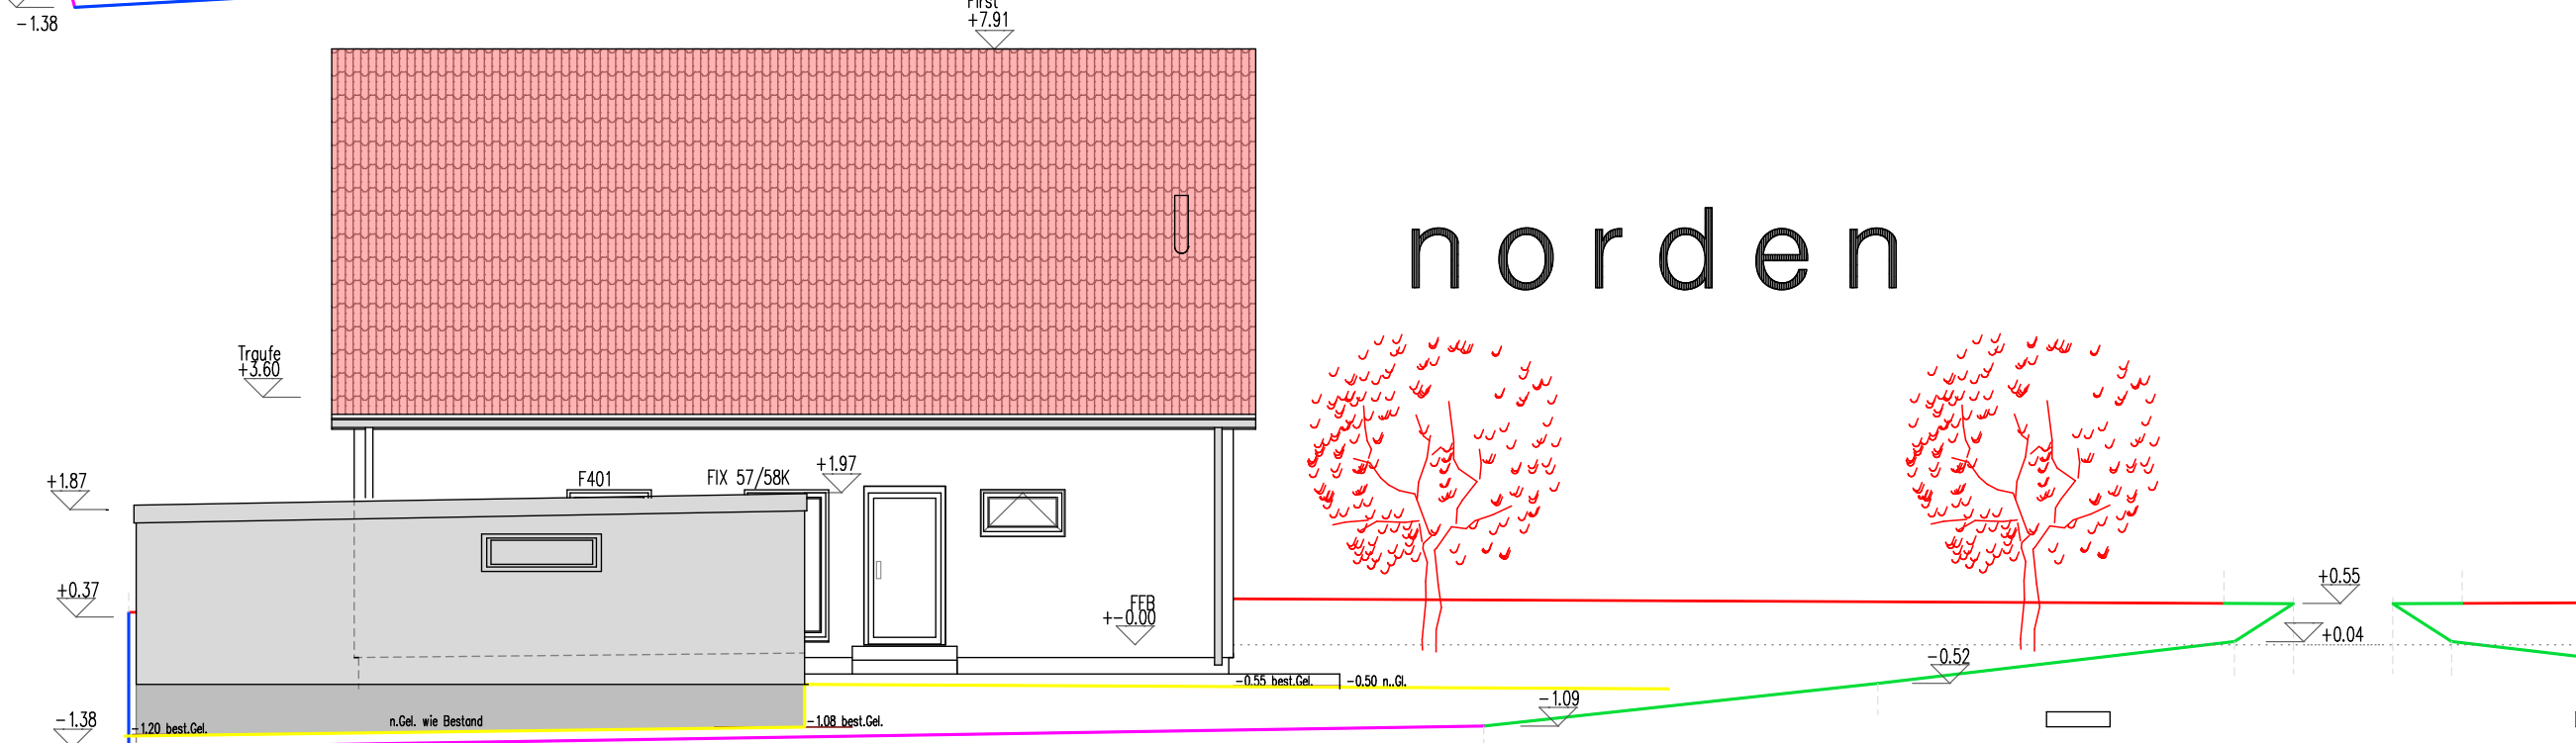 -1.38
First
+7.91
norden
Traufe
+3.60
+1.87
F401
FIX 57/58K
+1.97
+0.37
FFB
+-0.00
+0.55
+0.04
-0.52
-0.55 best.Gel.
-0.50 n..Gl.
-1.09
-1.38
-1.20 best.Gel.
n.Gel. wie Bestand
-1.08 best.Gel.